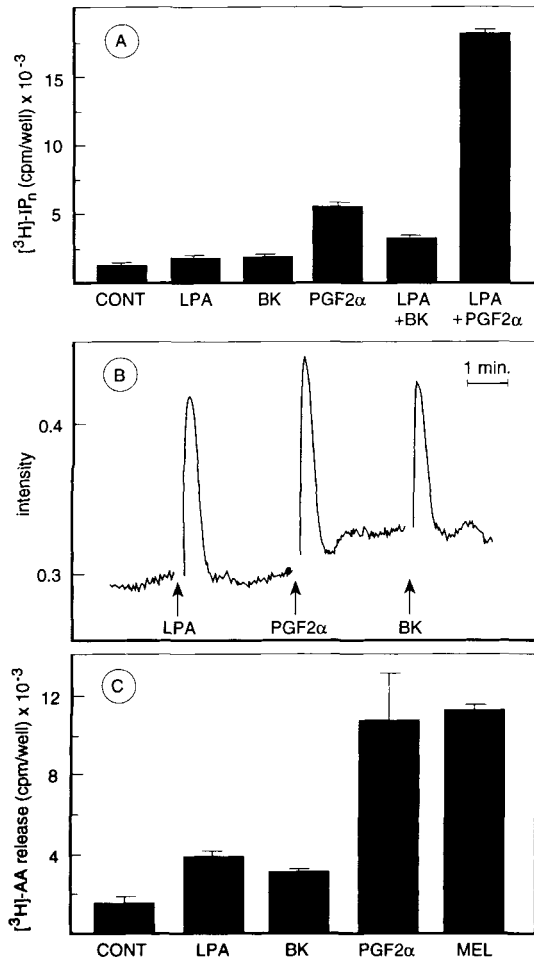 A
[³H]-IPₙ (cpm/well) x 10⁻³
15
10
5
CONT LPA BK PGF2α LPA +BK LPA +PGF2α
B
1 min.
intensity
0.4
0.3
LPA PGF2α BK
C
[³H]-AA release (cpm/well) x 10⁻³
12
8
4
CONT LPA BK PGF2α MEL